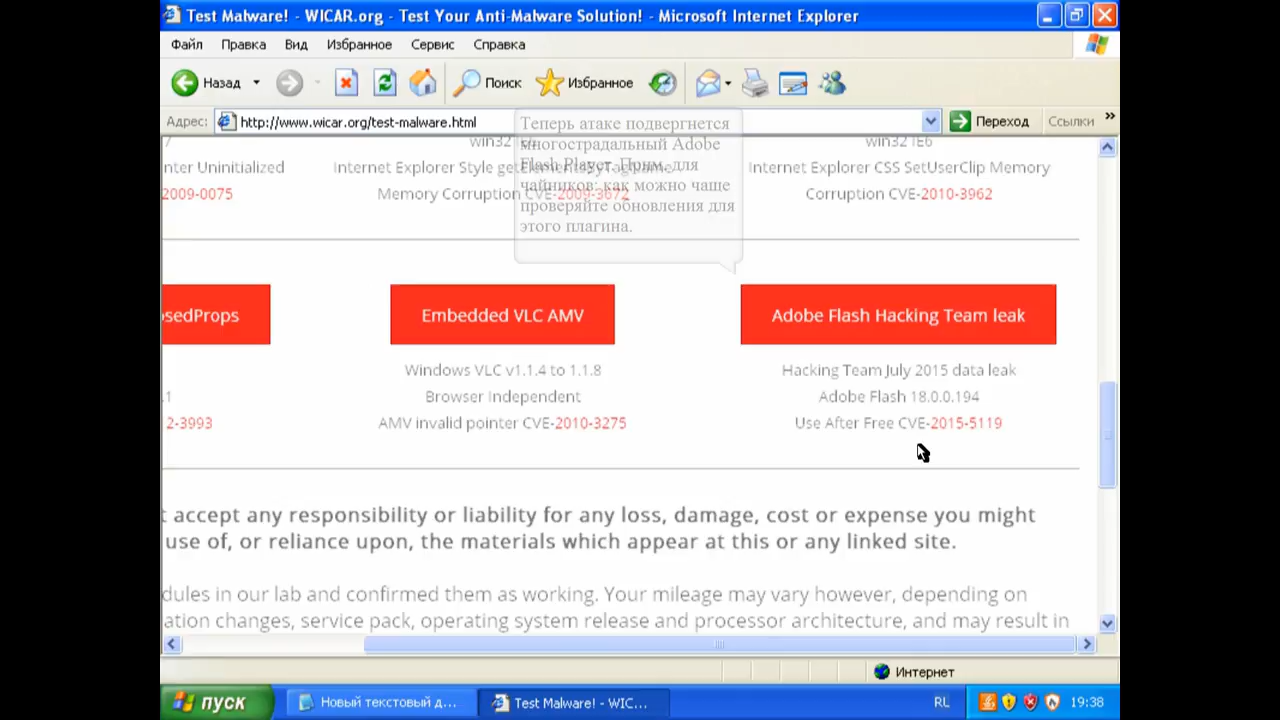 Test Malware! - WICAR.org - Test Your Anti-Malware Solution! - Microsoft Internet Explorer
Файл Правка Вид Избранное Сервис Справка
Назад Поиск Избранное
Адрес: http://www.wicar.org/test-malware.html Переход Ссылки »
Теперь атаке подвергнется
многострадальный Adobe
Flash Player. Прим. для
чайников: как можно чаще
проверяйте обновления для
этого плагина.
win32 IE6
nter Uninitialized Internet Explorer Style getElementsByTagName Internet Explorer CSS SetUserClip Memory
2009-0075 Memory Corruption CVE-2009-3672 Corruption CVE-2010-3962
osedProps Embedded VLC AMV Adobe Flash Hacking Team leak
Windows VLC v1.1.4 to 1.1.8 Hacking Team July 2015 data leak
.1 Browser Independent Adobe Flash 18.0.0.194
2-3993 AMV invalid pointer CVE-2010-3275 Use After Free CVE-2015-5119
t accept any responsibility or liability for any loss, damage, cost or expense you might
use of, or reliance upon, the materials which appear at this or any linked site.
dules in our lab and confirmed them as working. Your mileage may vary however, depending on
ation changes, service pack, operating system release and processor architecture, and may result in
Интернет
пуск Новый текстовый д... Test Malware! - WIC... RL 19:38